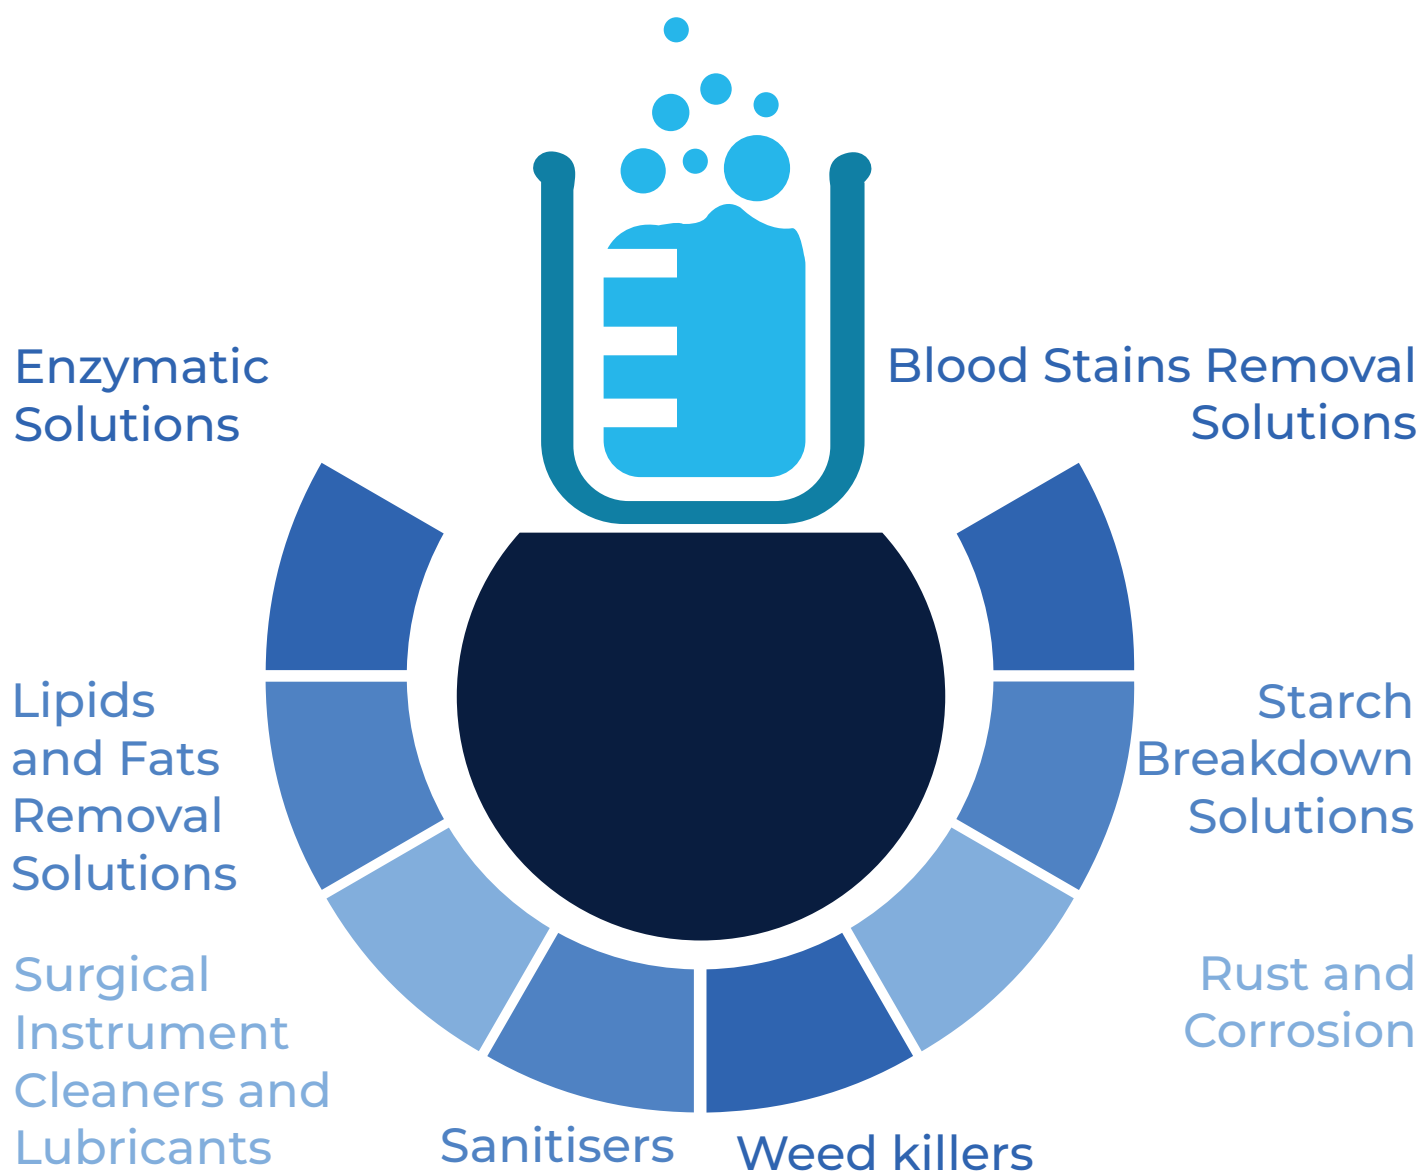 Enzymatic
Solutions
Blood Stains Removal
Solutions
Lipids
and Fats
Removal
Solutions
Starch
Breakdown
Solutions
Surgical
Instrument
Cleaners and
Lubricants
Rust and
Corrosion
Sanitisers
Weed killers